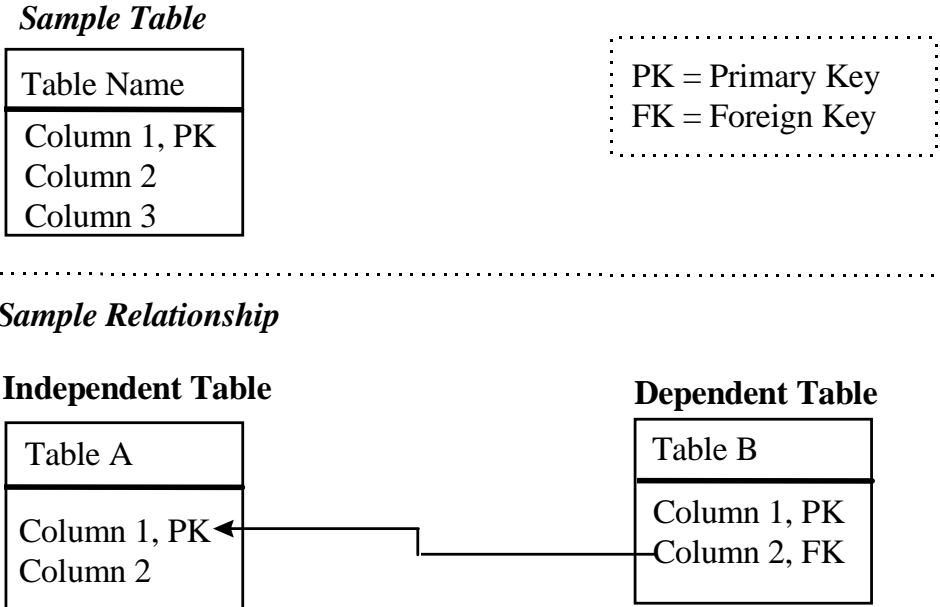 Sample Table
Table Name
Column 1, PK
Column 2
Column 3
PK = Primary Key
FK = Foreign Key
Sample Relationship
Independent Table
Table A
Column 1, PK
Column 2
Dependent Table
Table B
Column 1, PK
Column 2, FK